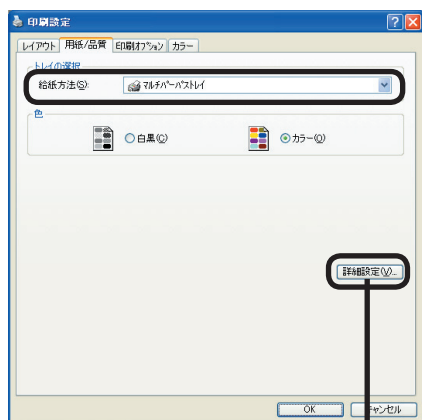 印刷設定
レイアウト 用紙/品質 印刷ｵﾌﾟｼｮﾝ カラー
トレイの選択
給紙方法(S): マルチパーパストレイ
色
白黒(C) カラー(O)
詳細設定(V)...
OK キャンセル